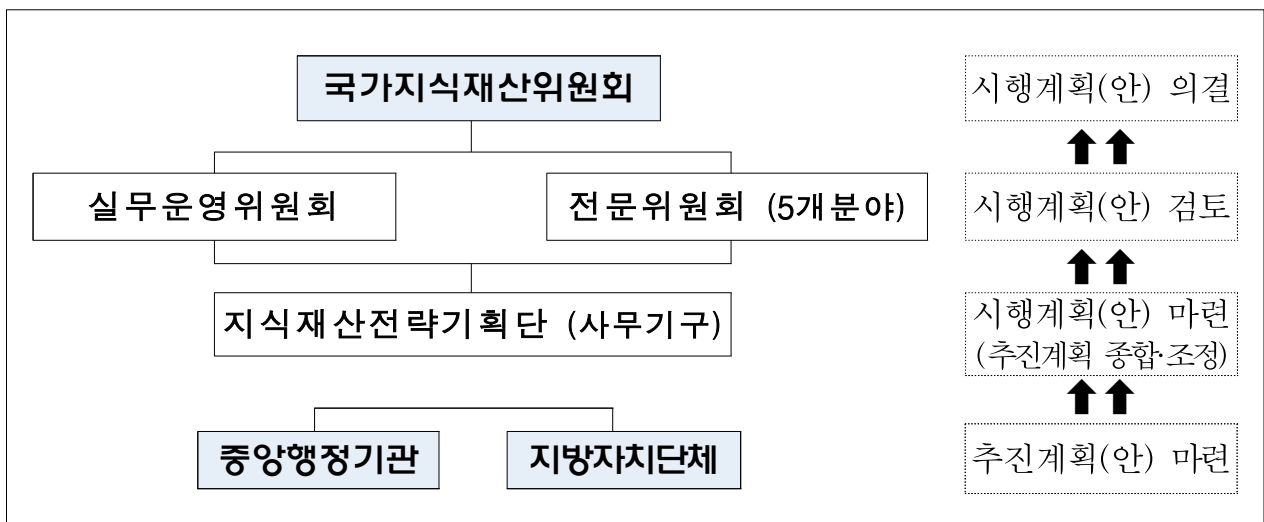 국가지식재산위원회
시행계획(안) 의결
실무운영위원회
전문위원회 (5개분야)
시행계획(안) 검토
지식재산전략기획단 (사무기구)
시행계획(안) 마련
(추진계획 종합·조정)
중앙행정기관
지방자치단체
추진계획(안) 마련